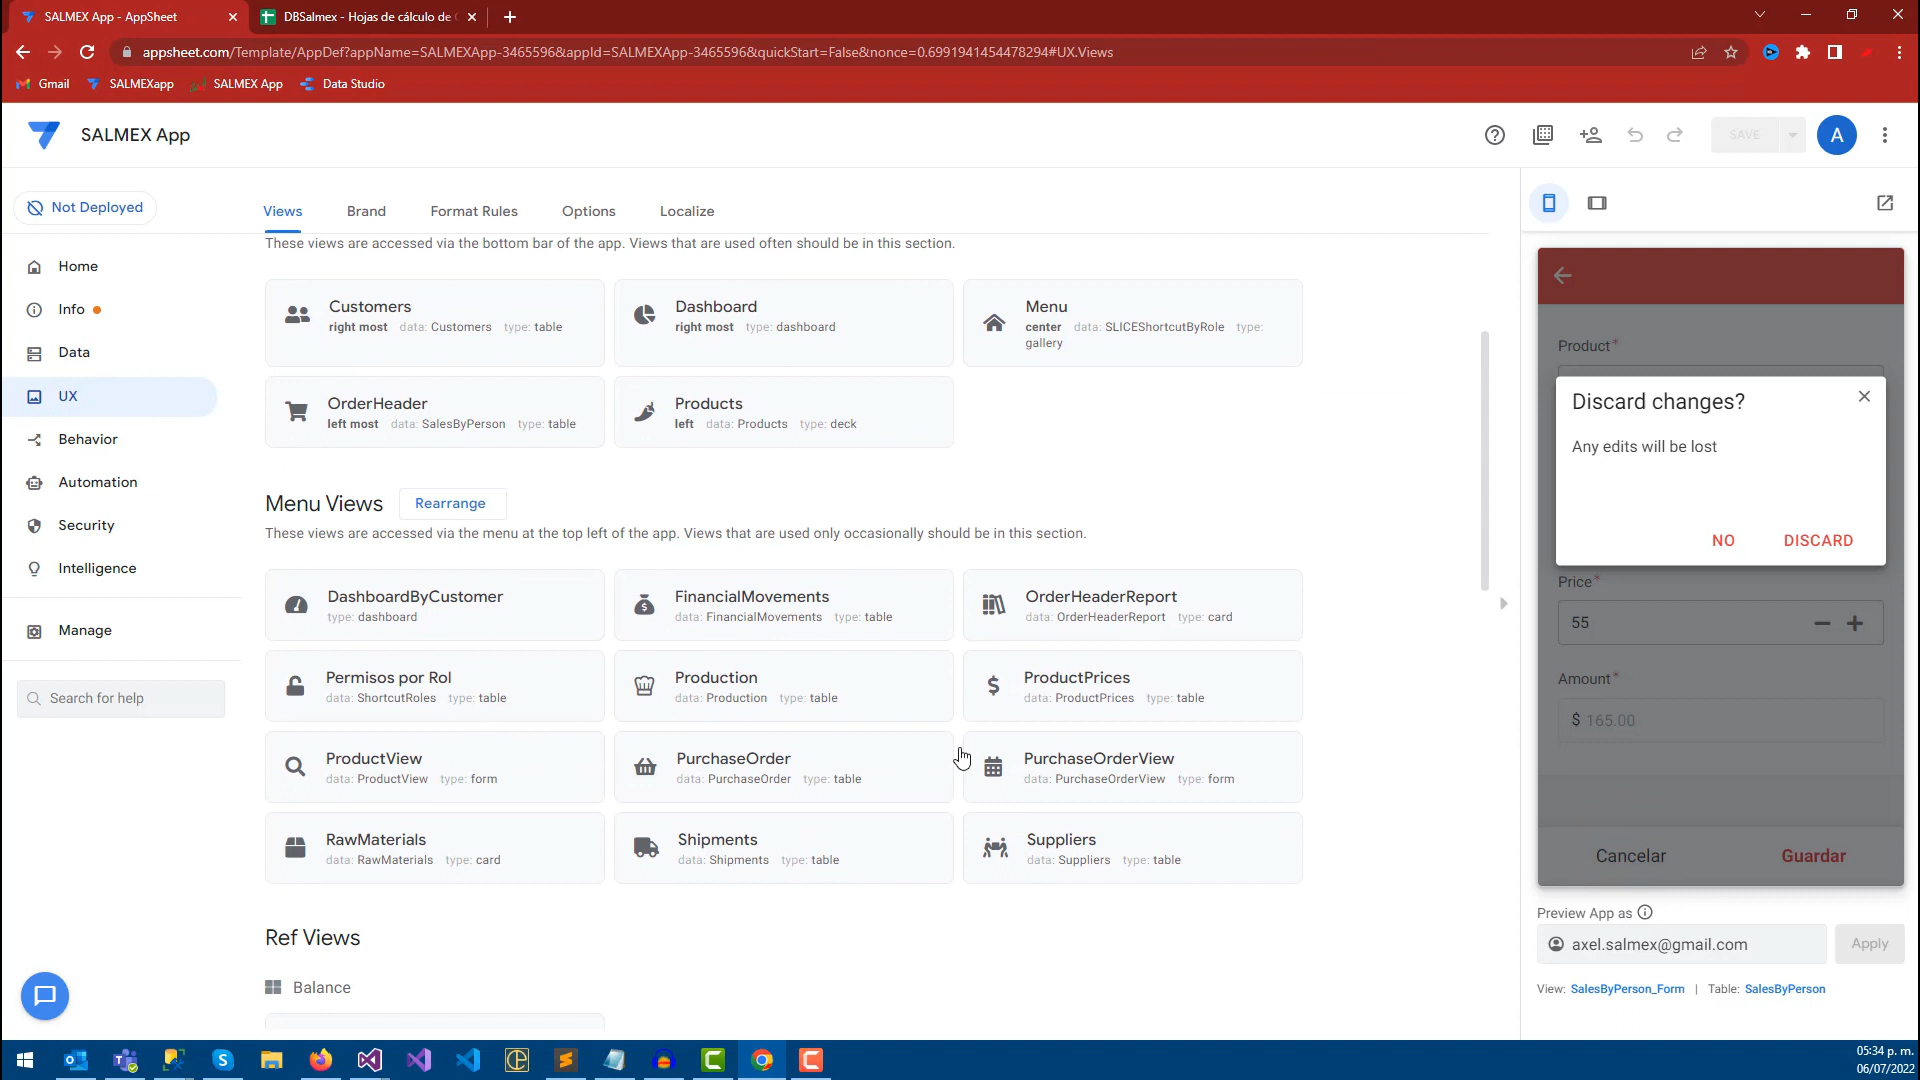 SALMEX App - AppSheet
DBSalmex - Hojas de cálculo de
appsheet.com/Template/AppDef?appName=SALMEXApp-3465596&appId=SALMEXApp-3465596&quickStart=False&nonce=0.6991941454478294#UX.Views
Gmail
SALMEXapp
SALMEX App
Data Studio
SALMEX App
SAVE
A
Not Deployed
Home
Info
Data
UX
Behavior
Automation
Security
Intelligence
Manage
Search for help
Views
Brand
Format Rules
Options
Localize
These views are accessed via the bottom bar of the app. Views that are used often should be in this section.
Customers
right most data: Customers type: table
Dashboard
right most type: dashboard
Menu
center data: SLICEShortcutByRole type:
gallery
OrderHeader
left most data: SalesByPerson type: table
Products
left data: Products type: deck
Menu Views
Rearrange
These views are accessed via the menu at the top left of the app. Views that are used only occasionally should be in this section.
DashboardByCustomer
type: dashboard
FinancialMovements
data: FinancialMovements type: table
OrderHeaderReport
data: OrderHeaderReport type: card
Permisos por Rol
data: ShortcutRoles type: table
Production
data: Production type: table
ProductPrices
data: ProductPrices type: table
ProductView
data: ProductView type: form
PurchaseOrder
data: PurchaseOrder type: table
PurchaseOrderView
data: PurchaseOrderView type: form
RawMaterials
data: RawMaterials type: card
Shipments
data: Shipments type: table
Suppliers
data: Suppliers type: table
Ref Views
Balance
Product*
Discard changes?
Any edits will be lost
NO
DISCARD
Price*
55
Amount*
$ 165.00
Cancelar
Guardar
Preview App as
axel.salmex@gmail.com
Apply
View: SalesByPerson_Form | Table: SalesByPerson
05:34 p. m.
06/07/2022